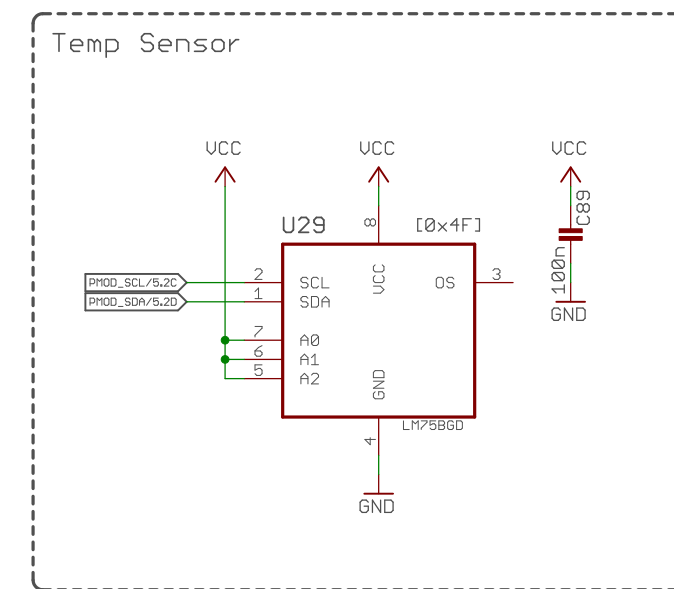 Temp Sensor
VCC
VCC
VCC
U29
8
[0x4F]
C89
100n
PMOD_SCL/5.2C
2
SCL
VCC
OS
3
PMOD_SDA/5.2D
1
SDA
GND
7
A0
6
A1
5
A2
GND
LM75BGD
4
GND